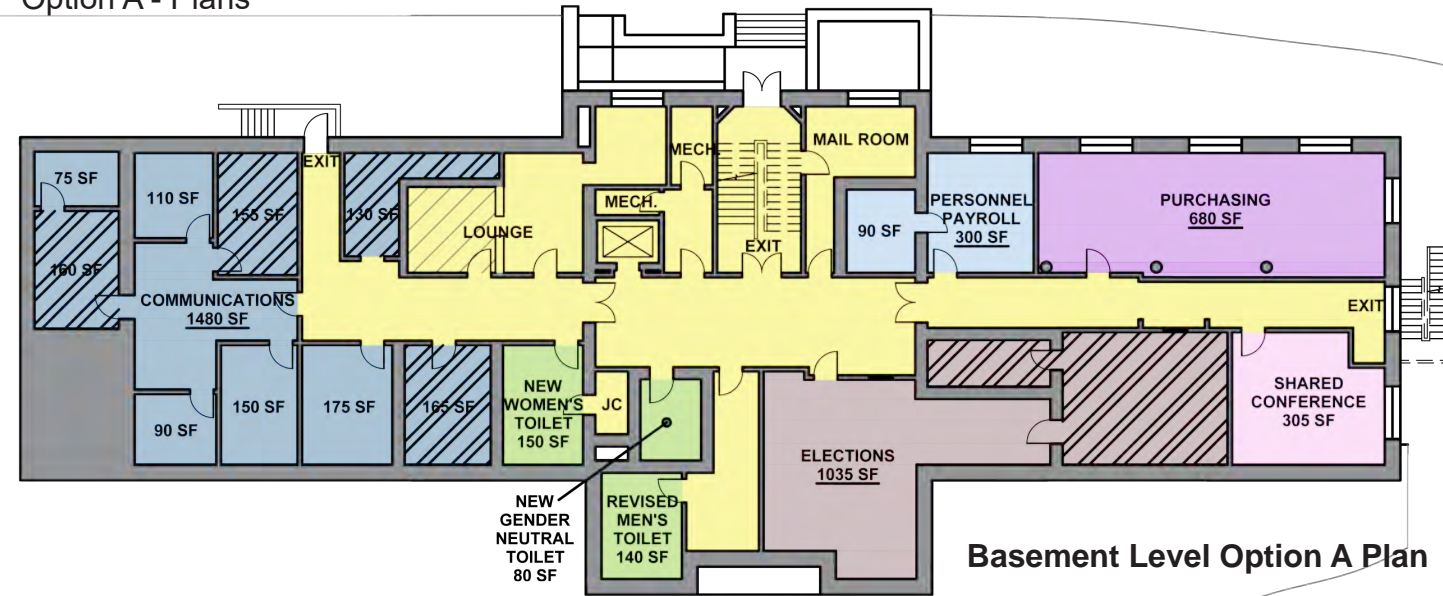 Option A - Plans
MECH.
MAIL ROOM
EXIT
75 SF
110 SF
155 SF
130 SF
160 SF
MECH.
LOUNGE
EXIT
90 SF
PERSONNEL
PAYROLL
300 SF
PURCHASING
680 SF
COMMUNICATIONS
1480 SF
EXIT
90 SF
150 SF
175 SF
165 SF
NEW
WOMEN'S
TOILET
150 SF
JC
SHARED
CONFERENCE
305 SF
ELECTIONS
1035 SF
NEW
GENDER
NEUTRAL
TOILET
80 SF
REVISED
MEN'S
TOILET
140 SF
Basement Level Option A Plan